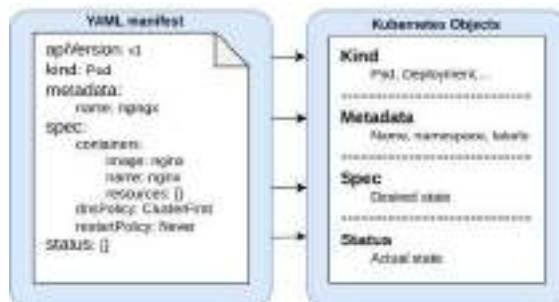 YAML manifest
apiVersion: v1
kind: Pod
metadata:
name: ngingx
spec:
containers:
image: nginx
name: nginx
resources: {}
dnsPolicy: ClusterFirst
restartPolicy: Never
status: {}
Kubernetes Objects
Kind
Pod, Deployment,...
Metadata
Name, namespace, labels
Spec
Desired state
Status
Actual state